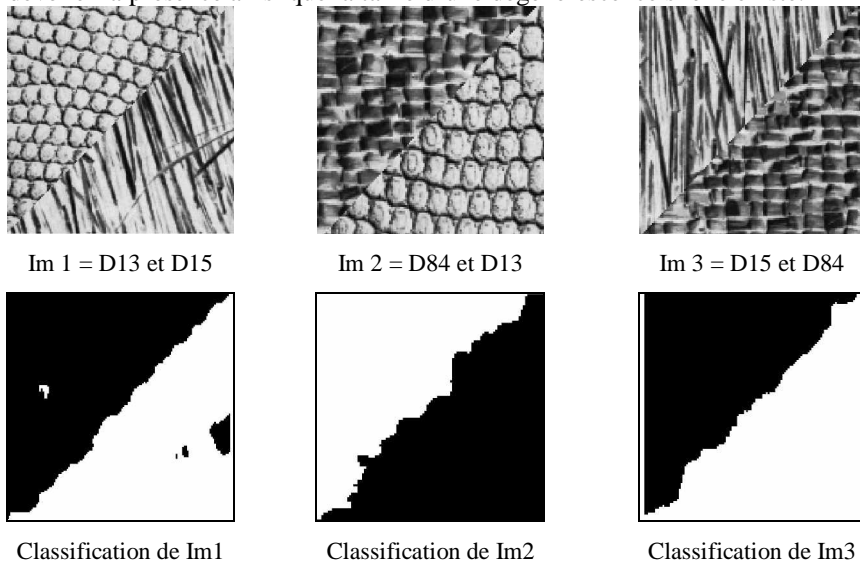 Im 1 = D13 et D15
Im 2 = D84 et D13
Im 3 = D15 et D84
Classification de Im1
Classification de Im2
Classification de Im3